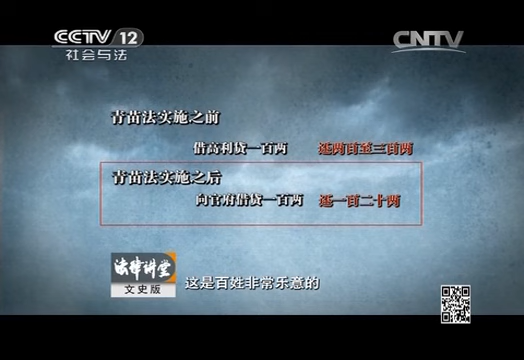 CCTV 12
社会与法
CNTV
青苗法实施之前
借高利贷一百两 还两百至三百两
青苗法实施之后
向官府借贷一百两 还一百二十两
法律讲堂
文史版
这是百姓非常乐意的